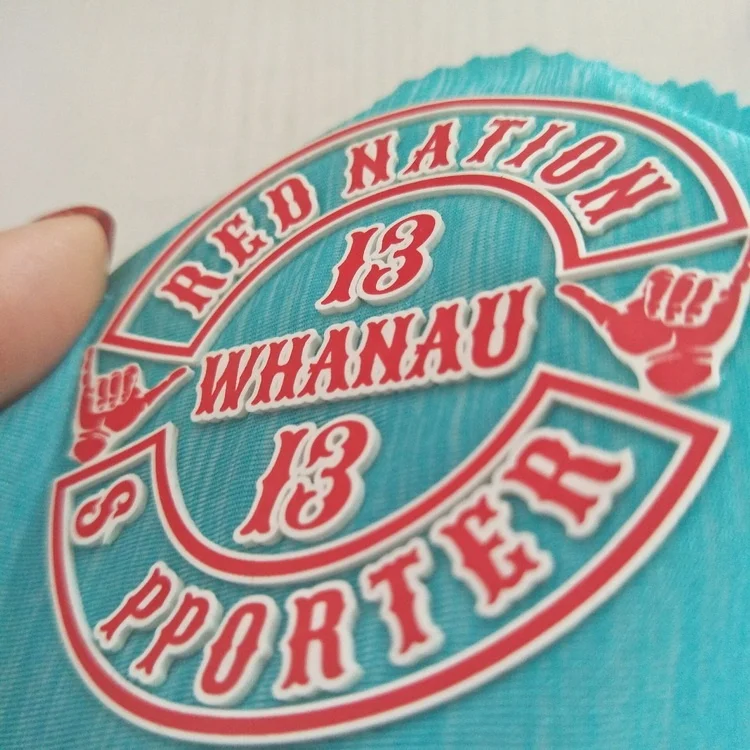 RED NATION
13
WHANAU
13
S PPORTER